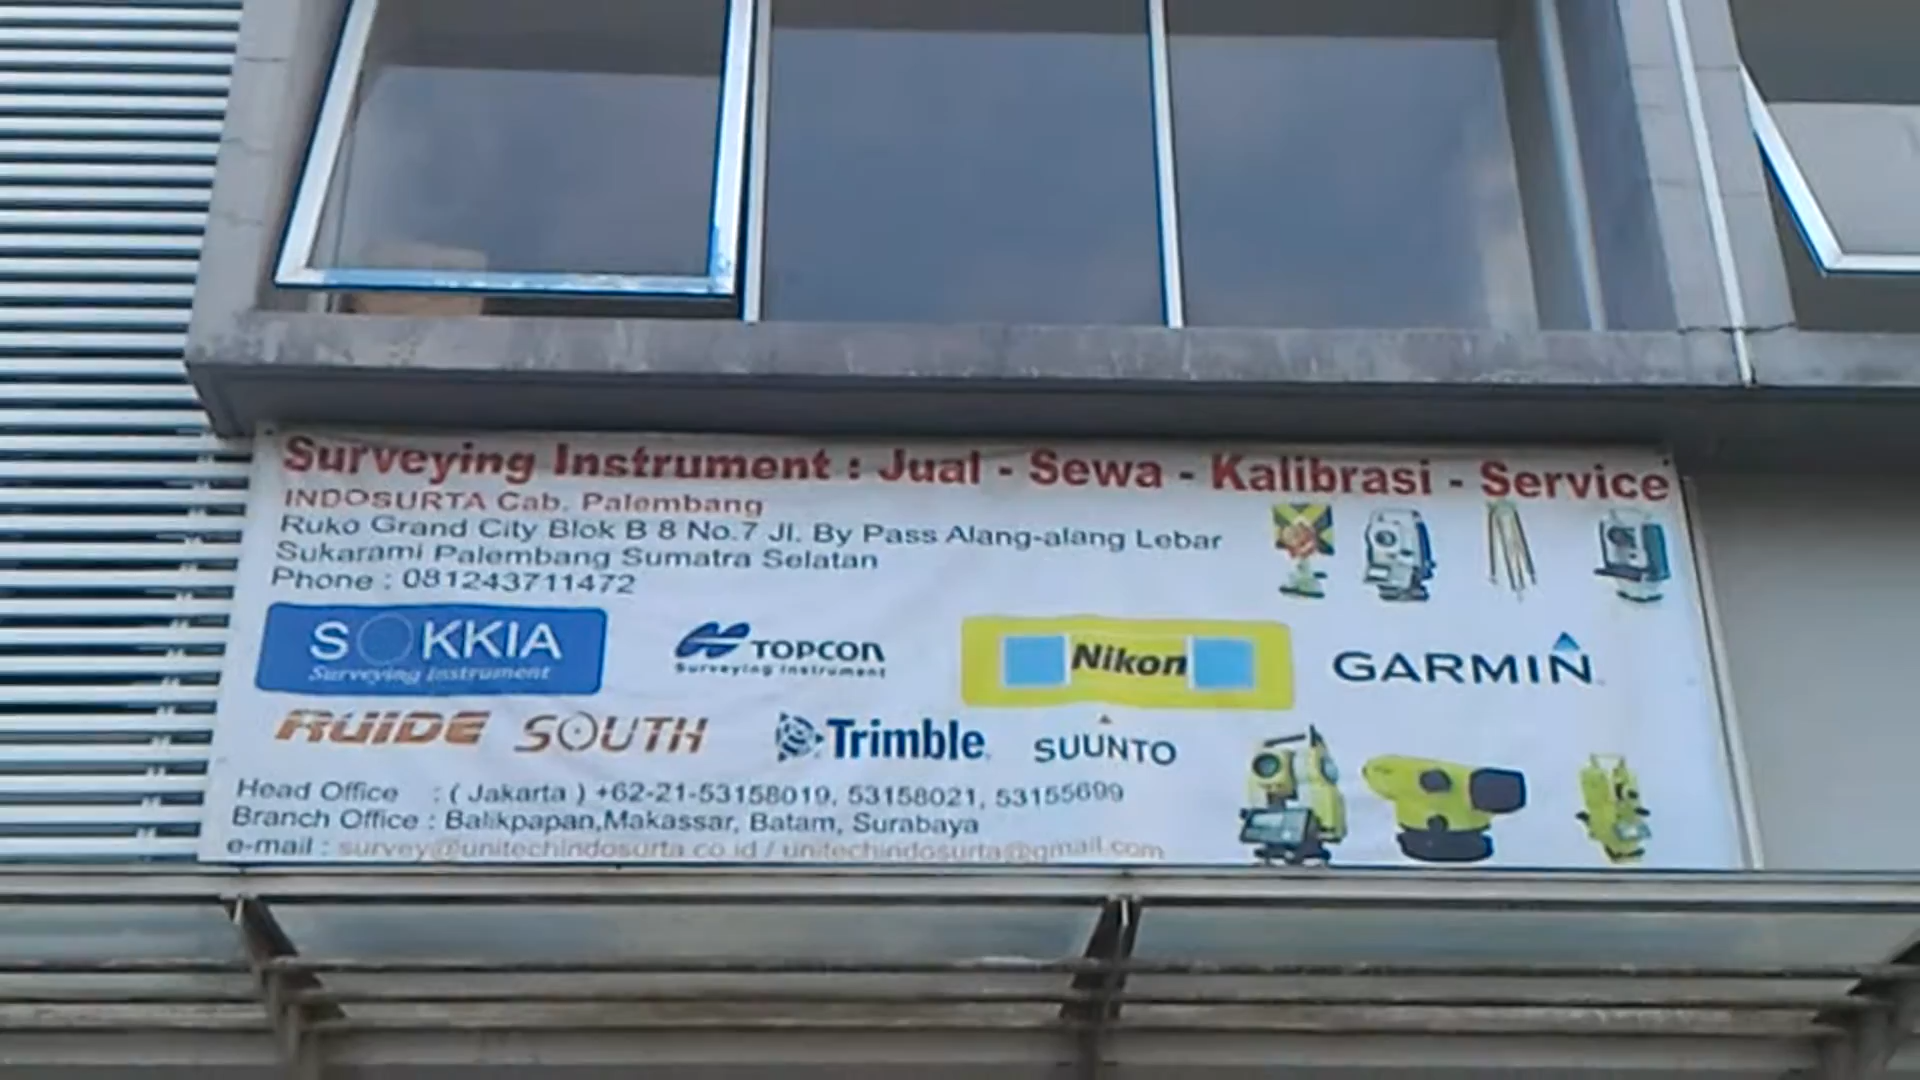 Surveying Instrument : Jual - Sewa - Kalibrasi - Service
INDOSURTA Cab. Palembang
Ruko Grand City Blok B 8 No.7 Jl. By Pass Alang-alang Lebar
Sukarami Palembang Sumatra Selatan
Phone : 081243711472
SOKKIA
Surveying Instrument
TOPCON
Surveying Instrument
Nikon
GARMIN
RUIDE SOUTH Trimble SUUNTO
Head Office : ( Jakarta ) +62-21-53158019, 53158021, 53155699
Branch Office : Balikpapan,Makassar, Batam, Surabaya
e-mail : survey@unitechindosurta.co.id / unitechindosurta@gmail.com